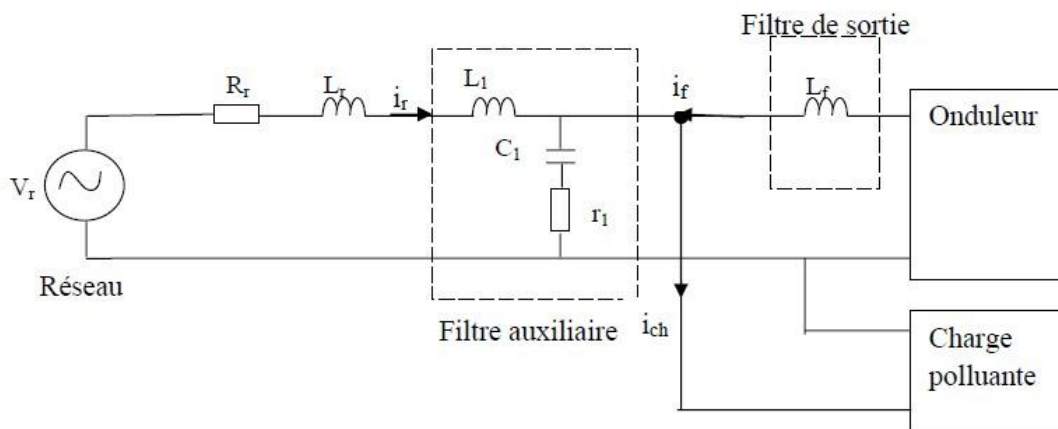 Filtre de sortie
Rr
Lr
ir
L1
if
Lf
Onduleur
C1
Vr
r1
Réseau
Filtre auxiliaire
ich
Charge
polluante